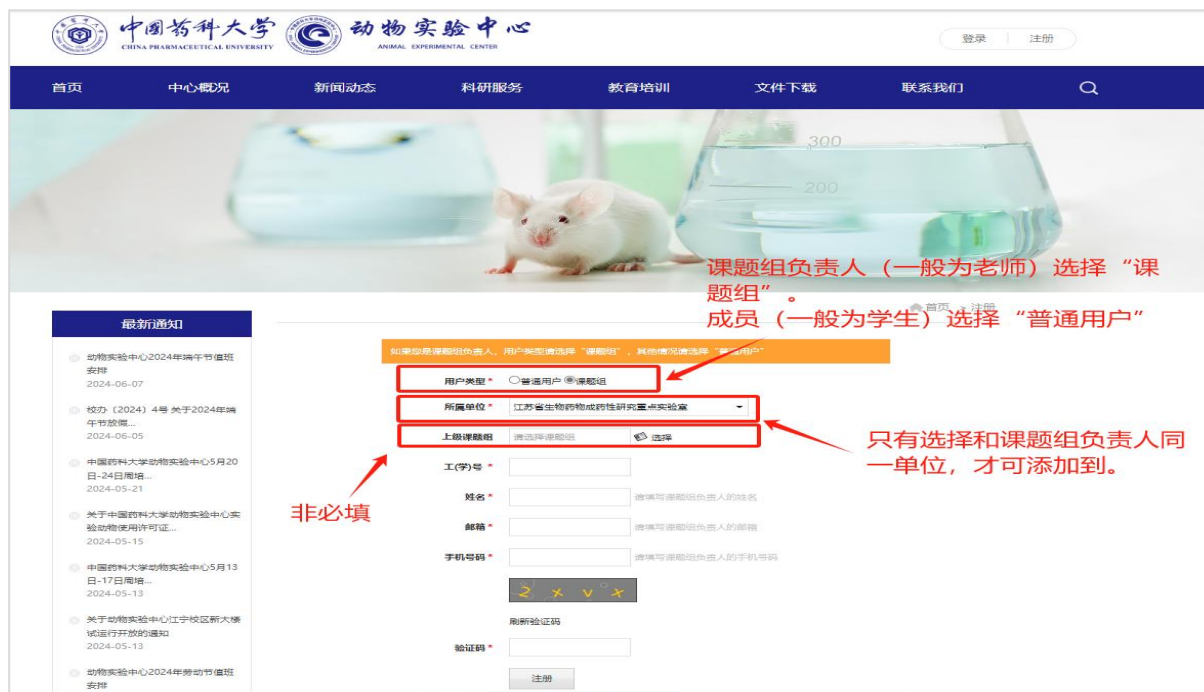 中国药科大学
CHINA PHARMACEUTICAL UNIVERSITY
动物实验中心
ANIMAL EXPERIMENTAL CENTER
登录 注册
首页 中心概况 新闻动态 科研服务 教育培训 文件下载 联系我们
300
200
课题组负责人（一般为老师）选择“课
题组”。
成员（一般为学生）选择“普通用户”
首页 > 注册
最新通知
动物实验中心2024年端午节值班
安排
2024-06-07
校办〔2024〕4号 关于2024年端
午节放假...
2024-06-05
中国药科大学动物实验中心5月20
日-24日周培...
2024-05-21
关于中国药科大学动物实验中心实
验动物使用许可证...
2024-05-15
中国药科大学动物实验中心5月13
日-17日周培...
2024-05-13
关于动物实验中心江宁校区新大楼
试运行开放的通知
2024-05-13
动物实验中心2024年劳动节值班
安排
如果您是课题组负责人，用户类型请选择“课题组”，其他情况请选择“普通用户”
用户类型 * 普通用户 课题组
所属单位 * 江苏省生物药物成药性研究重点实验室
上级课题组 请选择课题组 选择
只有选择和课题组负责人同
一单位，才可添加到。
非必填
工(学)号 *
姓名 * 请填写课题组负责人的姓名
邮箱 * 请填写课题组负责人的邮箱
手机号码 * 请填写课题组负责人的手机号码
2 x v x
刷新验证码
验证码 *
注册